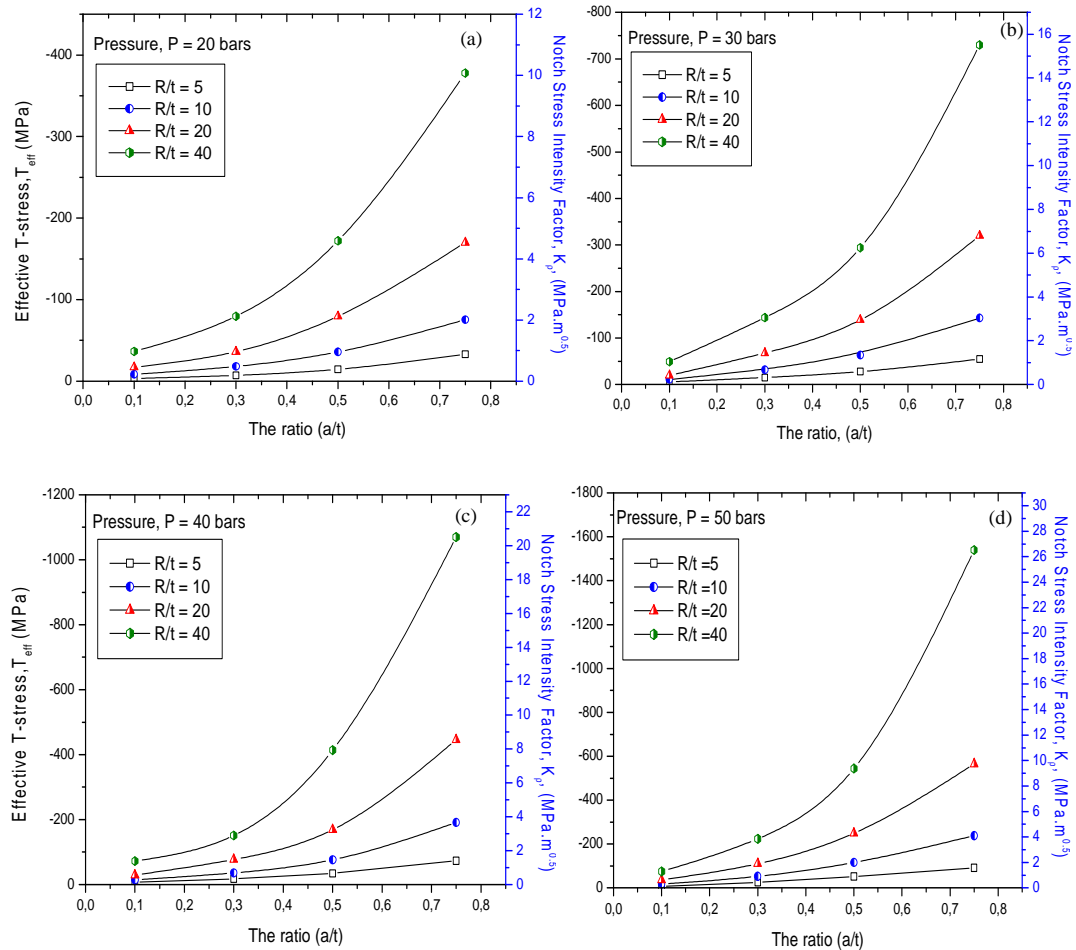 (a)
Pressure, P = 20 bars
R/t = 5
R/t = 10
R/t = 20
R/t = 40
Effective T-stress,T_eff (MPa)
-400
-300
-200
-100
0
0,0 0,1 0,2 0,3 0,4 0,5 0,6 0,7 0,8
The ratio (a/t)
12
10
8
6
4
2
0
Notch Stress Intensity Factor, K_ρ, (MPa.m^0.5)
(b)
Pressure, P = 30 bars
R/t = 5
R/t = 10
R/t = 20
R/t = 40
-800
-700
-600
-500
-400
-300
-200
-100
0
0,0 0,1 0,2 0,3 0,4 0,5 0,6 0,7 0,8
The ratio, (a/t)
16
14
12
10
8
6
4
2
0
Notch Stress Intensity Factor, K_ρ, (MPa.m^0.5)
(c)
Pressure, P = 40 bars
R/t = 5
R/t = 10
R/t = 20
R/t = 40
Effective T-stress,T_eff (MPa)
-1200
-1000
-800
-600
-400
-200
0
0,0 0,1 0,2 0,3 0,4 0,5 0,6 0,7 0,8
The ratio (a/t)
22
20
18
16
14
12
10
8
6
4
2
0
Notch Stress Intensity Factor, K_ρ, (MPa.m^0.5)
(d)
Pressure, P = 50 bars
R/t =5
R/t =10
R/t =20
R/t =40
-1800
-1600
-1400
-1200
-1000
-800
-600
-400
-200
0
0,0 0,1 0,2 0,3 0,4 0,5 0,6 0,7 0,8
The ratio (a/t)
30
28
26
24
22
20
18
16
14
12
10
8
6
4
2
0
Notch Stress Intensity Factor, K_ρ, (MPa.m^0.5)